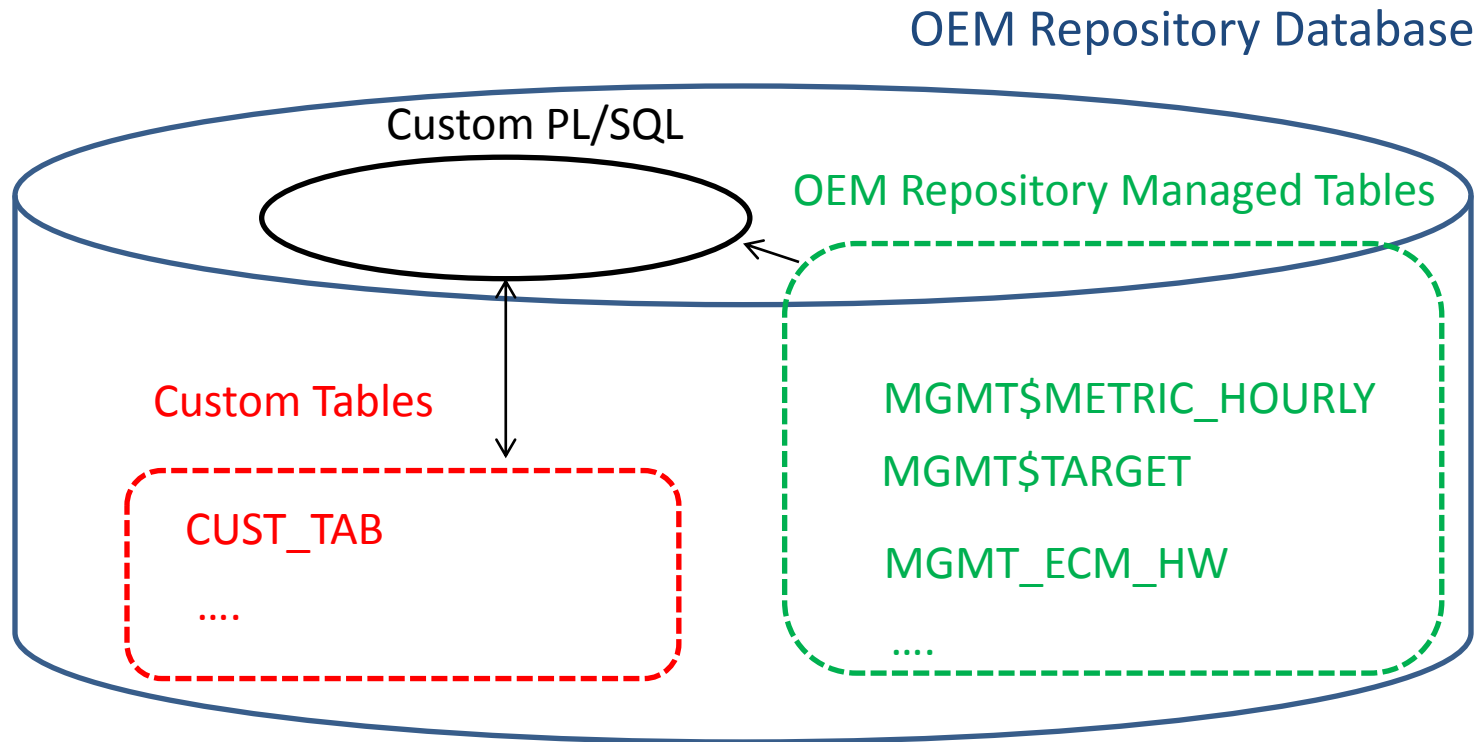 OEM Repository Database
Custom PL/SQL
OEM Repository Managed Tables
Custom Tables
CUST_TAB
....
MGMT$METRIC_HOURLY
MGMT$TARGET
MGMT_ECM_HW
....